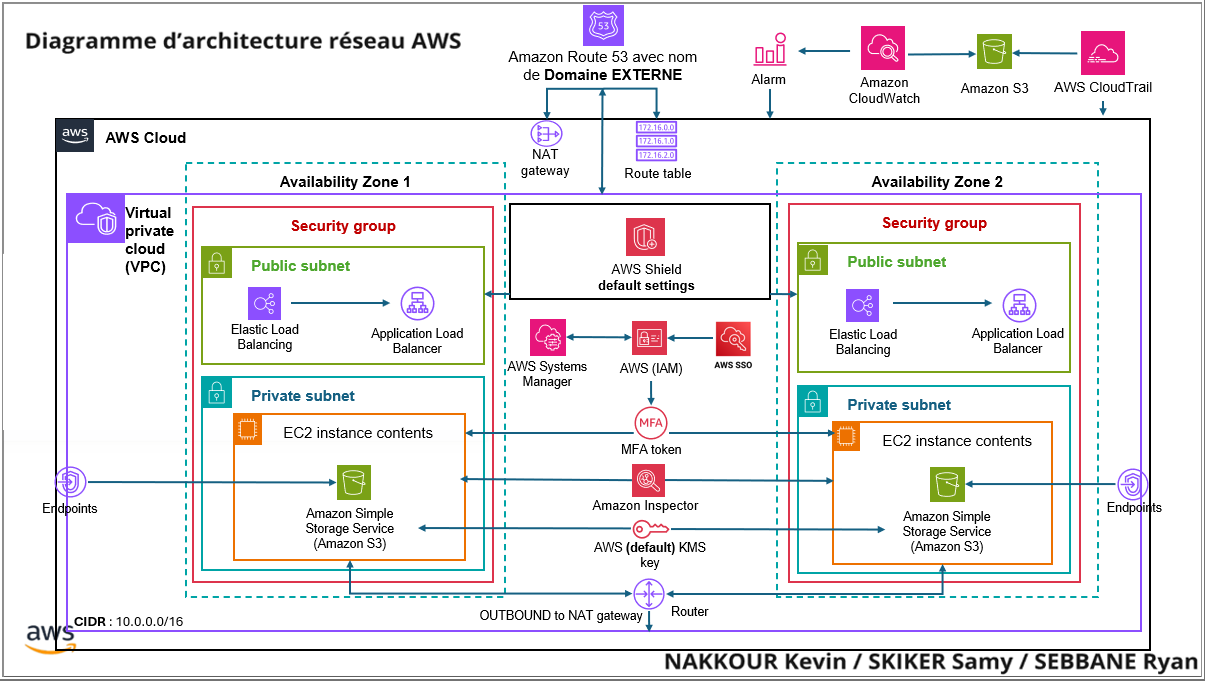 Diagramme d’architecture réseau AWS
53
Amazon Route 53 avec nom
de Domaine EXTERNE
Alarm
Amazon
CloudWatch
Amazon S3
AWS CloudTrail
aws
AWS Cloud
NAT
gateway
172.16.0.0
172.16.1.0
172.16.2.0
Route table
Availability Zone 1
Availability Zone 2
Virtual
private
cloud
(VPC)
Security group
Public subnet
Elastic Load
Balancing
Application Load
Balancer
AWS Shield
default settings
Security group
Public subnet
Elastic Load
Balancing
Application Load
Balancer
AWS Systems
Manager
AWS (IAM)
AWS SSO
MFA
MFA token
Private subnet
EC2 instance contents
Amazon Simple
Storage Service
(Amazon S3)
Private subnet
EC2 instance contents
Amazon Simple
Storage Service
(Amazon S3)
Endpoints
Endpoints
Amazon Inspector
AWS (default) KMS
key
OUTBOUND to NAT gateway
Router
CIDR : 10.0.0.0/16
aws
NAKKOUR Kevin / SKIKER Samy / SEBBANE Ryan